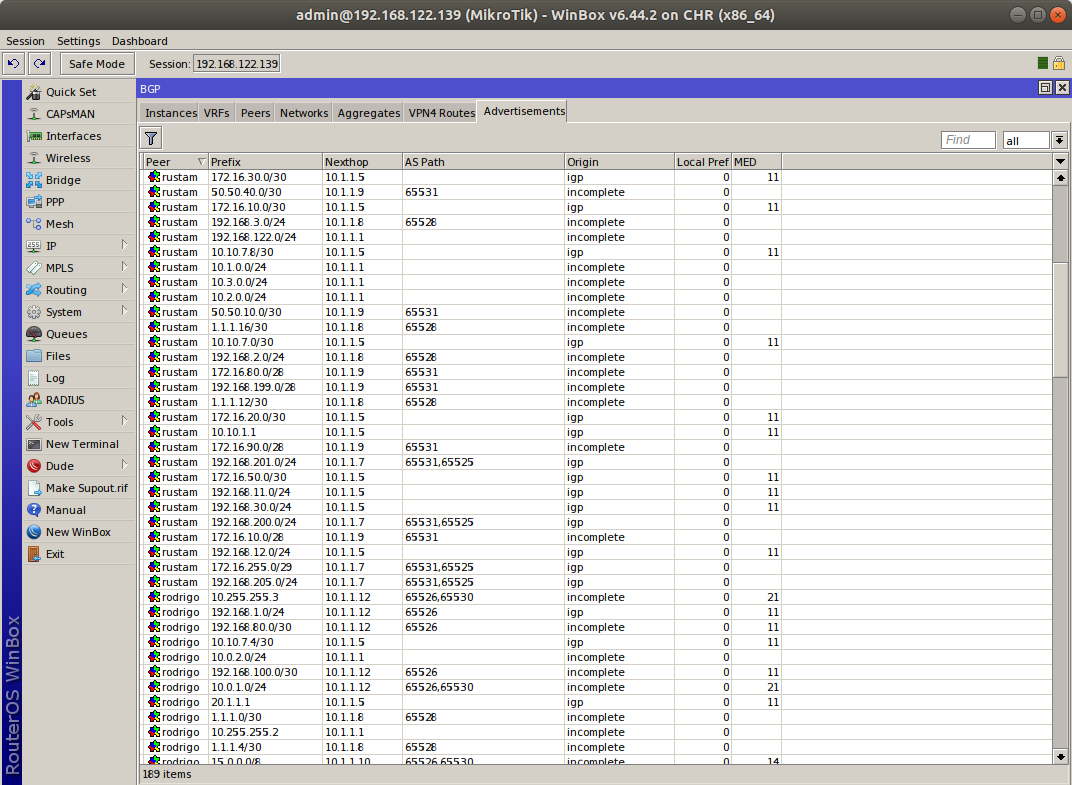 admin@192.168.122.139 (MikroTik) - WinBox v6.44.2 on CHR (x86_64)
Session Settings Dashboard
Safe Mode Session: 192.168.122.139
Quick Set
CAPsMAN
Interfaces
Wireless
Bridge
PPP
Mesh
IP
MPLS
Routing
System
Queues
Files
Log
RADIUS
Tools
New Terminal
Dude
Make Supout.rif
Manual
New WinBox
Exit
RouterOS WinBox
BGP
Instances VRFs Peers Networks Aggregates VPN4 Routes Advertisements
Find all
Peer Prefix Nexthop AS Path Origin Local Pref MED
rustam 172.16.30.0/30 10.1.1.5 igp 0 11
rustam 50.50.40.0/30 10.1.1.9 65531 incomplete 0
rustam 172.16.10.0/30 10.1.1.5 igp 0 11
rustam 192.168.3.0/24 10.1.1.8 65528 incomplete 0
rustam 192.168.122.0/24 10.1.1.1 incomplete 0
rustam 10.10.7.8/30 10.1.1.5 igp 0 11
rustam 10.1.0.0/24 10.1.1.1 incomplete 0
rustam 10.3.0.0/24 10.1.1.1 incomplete 0
rustam 10.2.0.0/24 10.1.1.1 incomplete 0
rustam 50.50.10.0/30 10.1.1.9 65531 incomplete 0
rustam 1.1.1.16/30 10.1.1.8 65528 incomplete 0
rustam 10.10.7.0/30 10.1.1.5 igp 0 11
rustam 192.168.2.0/24 10.1.1.8 65528 incomplete 0
rustam 172.16.80.0/28 10.1.1.9 65531 incomplete 0
rustam 192.168.199.0/28 10.1.1.9 65531 incomplete 0
rustam 1.1.1.12/30 10.1.1.8 65528 incomplete 0
rustam 172.16.20.0/30 10.1.1.5 igp 0 11
rustam 10.10.1.1 10.1.1.5 igp 0 11
rustam 172.16.90.0/28 10.1.1.9 65531 incomplete 0
rustam 192.168.201.0/24 10.1.1.7 65531,65525 igp 0
rustam 172.16.50.0/30 10.1.1.5 igp 0 11
rustam 192.168.11.0/24 10.1.1.5 igp 0 11
rustam 192.168.30.0/24 10.1.1.5 igp 0 11
rustam 192.168.200.0/24 10.1.1.7 65531,65525 igp 0
rustam 172.16.10.0/28 10.1.1.9 65531 incomplete 0
rustam 192.168.12.0/24 10.1.1.5 igp 0 11
rustam 172.16.255.0/29 10.1.1.7 65531,65525 igp 0
rustam 192.168.205.0/24 10.1.1.7 65531,65525 igp 0
rodrigo 10.255.255.3 10.1.1.12 65526,65530 incomplete 0 21
rodrigo 192.168.1.0/24 10.1.1.12 65526 igp 0 11
rodrigo 192.168.80.0/30 10.1.1.12 65526 incomplete 0 11
rodrigo 10.10.7.4/30 10.1.1.5 igp 0 11
rodrigo 10.0.2.0/24 10.1.1.1 incomplete 0
rodrigo 192.168.100.0/30 10.1.1.12 65526 incomplete 0 11
rodrigo 10.0.1.0/24 10.1.1.12 65526,65530 incomplete 0 21
rodrigo 20.1.1.1 10.1.1.5 igp 0 11
rodrigo 1.1.1.0/30 10.1.1.8 65528 incomplete 0
rodrigo 10.255.255.2 10.1.1.1 incomplete 0
rodrigo 1.1.1.4/30 10.1.1.8 65528 incomplete 0
rodrigo 15.0.0.0/8 10.1.1.10 65526,65530 incomplete 0 14
189 items